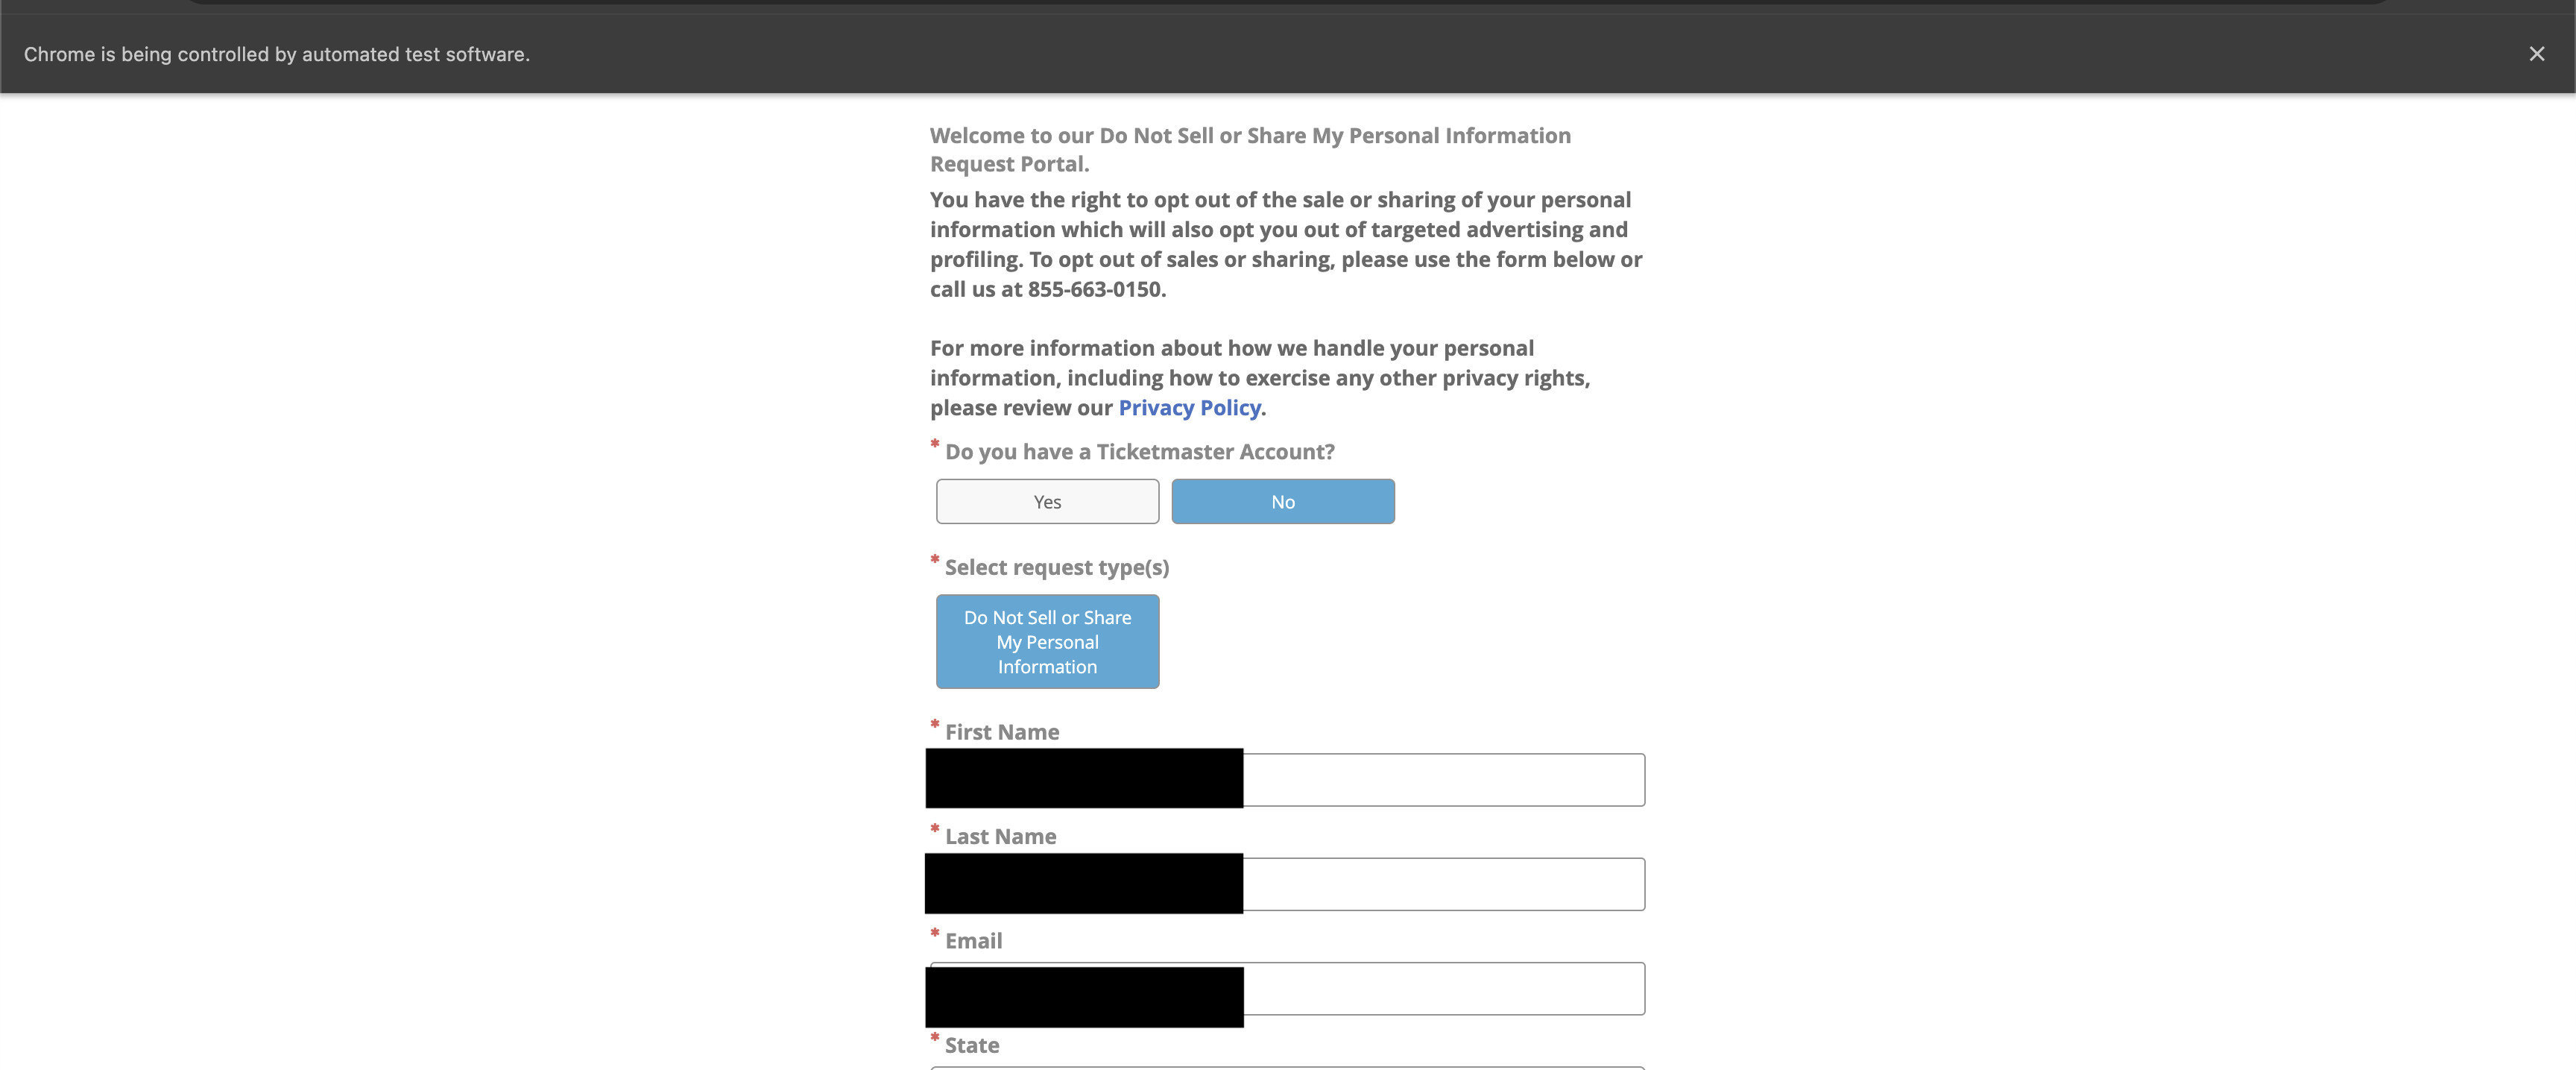 Chrome is being controlled by automated test software.
Welcome to our Do Not Sell or Share My Personal Information
Request Portal.
You have the right to opt out of the sale or sharing of your personal
information which will also opt you out of targeted advertising and
profiling. To opt out of sales or sharing, please use the form below or
call us at 855-663-0150.
For more information about how we handle your personal
information, including how to exercise any other privacy rights,
please review our Privacy Policy.
* Do you have a Ticketmaster Account?
Yes No
* Select request type(s)
Do Not Sell or Share
My Personal
Information
* First Name
* Last Name
* Email
* State